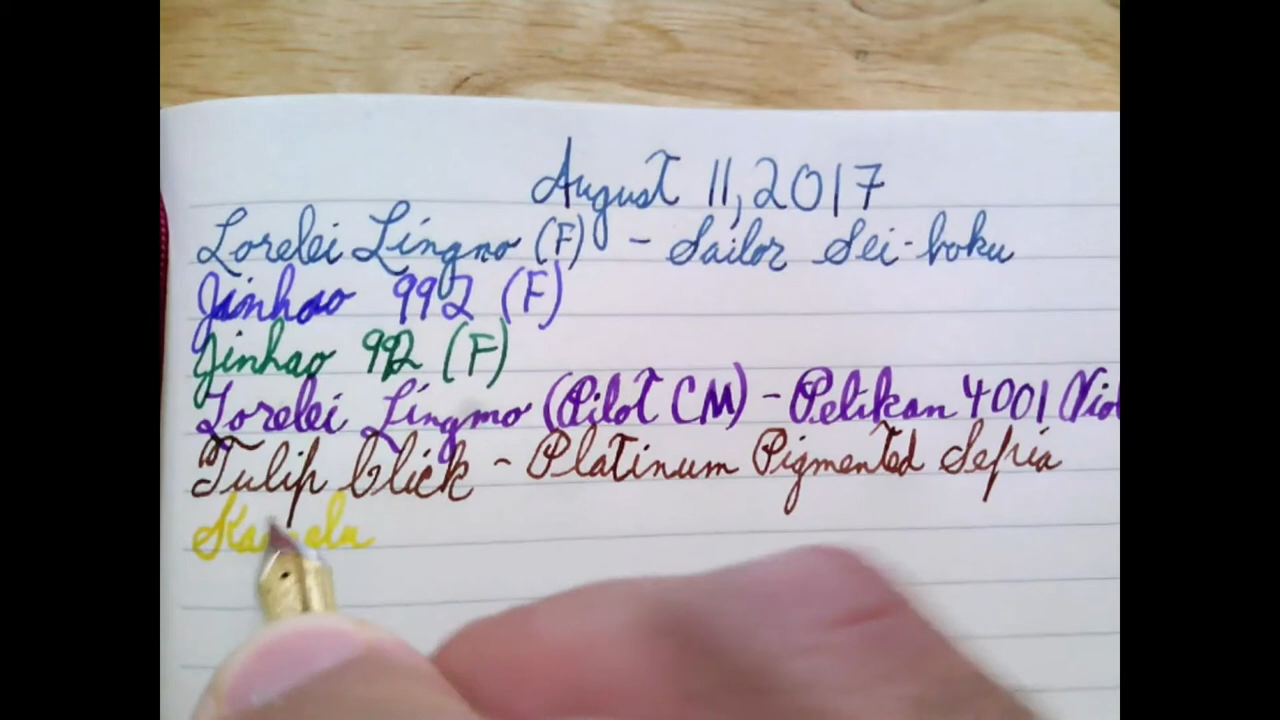 August 11, 2017
Lorelei Lingmo (F) - Sailor Sei-boku
Jinhao 992 (F)
Jinhao 992 (F)
Lorelei Lingmo (Pilot CM) - Pelikan 4001 Viol
Tulip Click - Platinum Pigmented Sepia